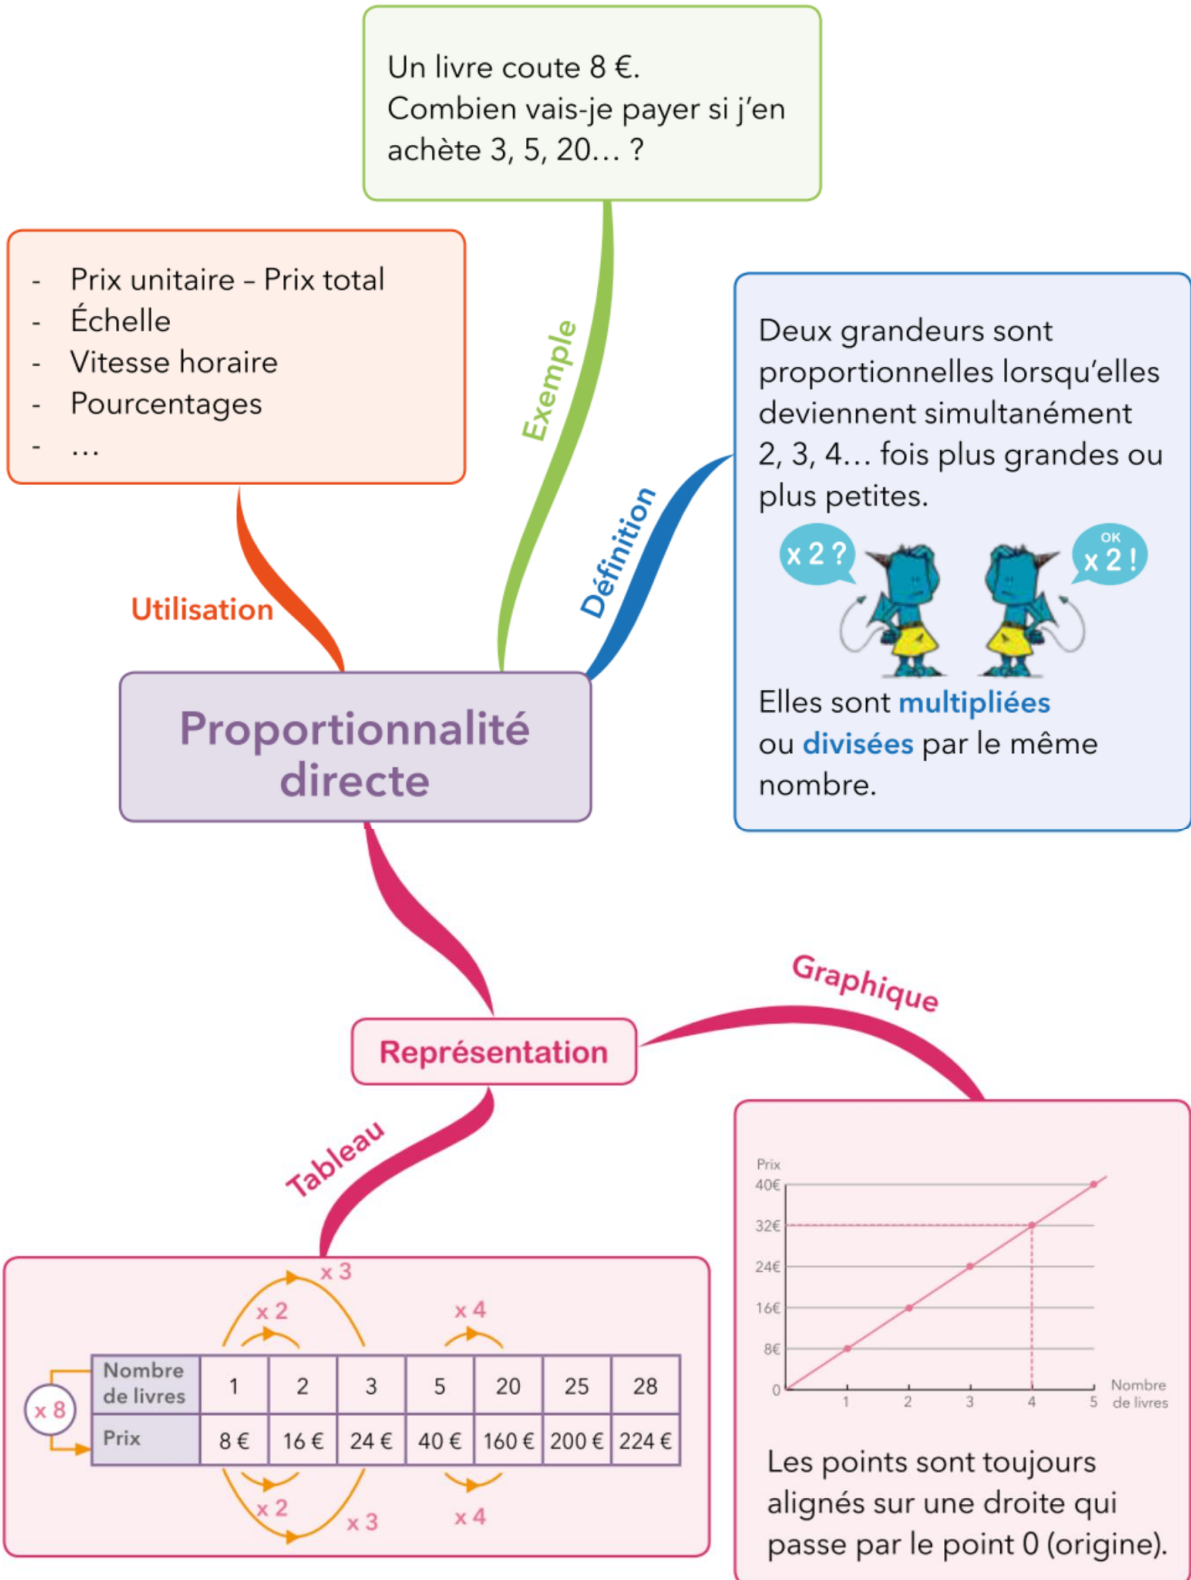 Un livre coute 8 €.
Combien vais-je payer si j'en
achète 3, 5, 20... ?
- Prix unitaire – Prix total
- Échelle
- Vitesse horaire
- Pourcentages
- ...
Exemple
Deux grandeurs sont
proportionnelles lorsqu'elles
deviennent simultanément
2, 3, 4... fois plus grandes ou
plus petites.
x 2 ?
OK
x 2 !
Elles sont multipliées
ou divisées par le même
nombre.
Définition
Utilisation
Proportionnalité
directe
Représentation
Graphique
Tableau
x 3
x 2
x 4
x 8
Nombre
de livres
1 2 3 5 20 25 28
Prix
8 € 16 € 24 € 40 € 160 € 200 € 224 €
x 2
x 3
x 4
Prix
40€
32€
24€
16€
8€
0
1 2 3 4 5
Nombre
de livres
Les points sont toujours
alignés sur une droite qui
passe par le point 0 (origine).